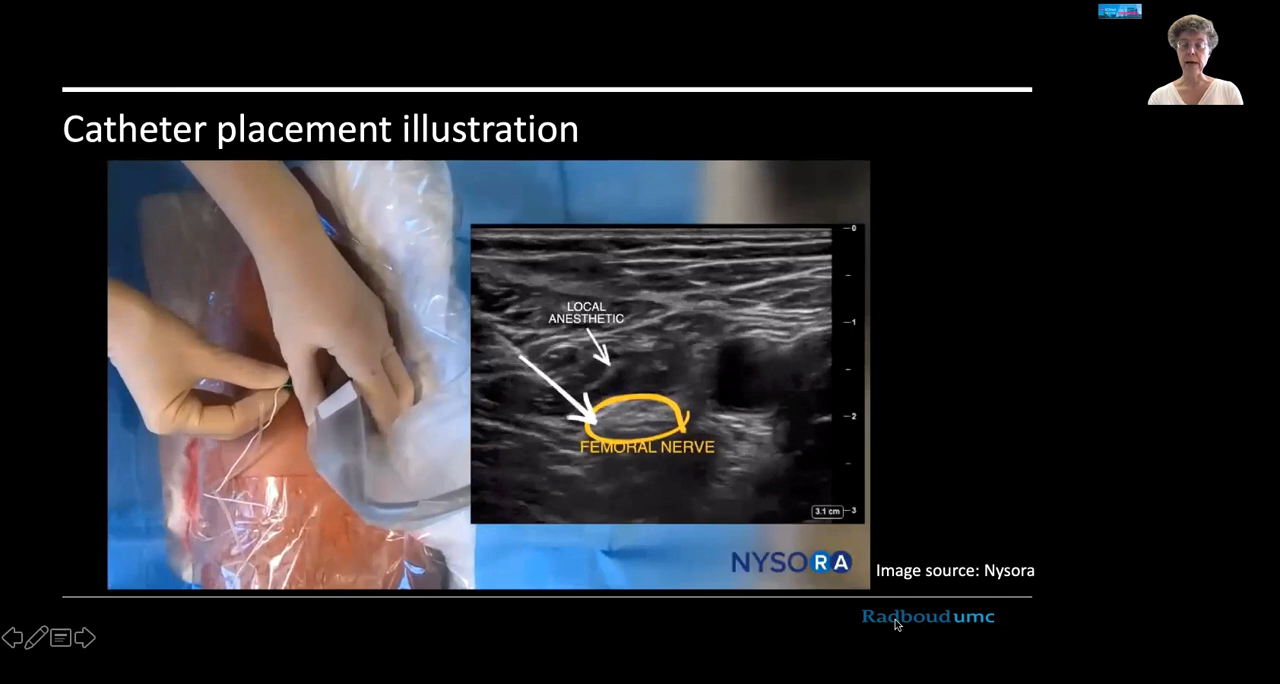 Catheter placement illustration
LOCAL
ANESTHETIC
FEMORAL NERVE
0
1
2
3
3.1 cm
NYSORA
Image source: Nysora
Radboudumc